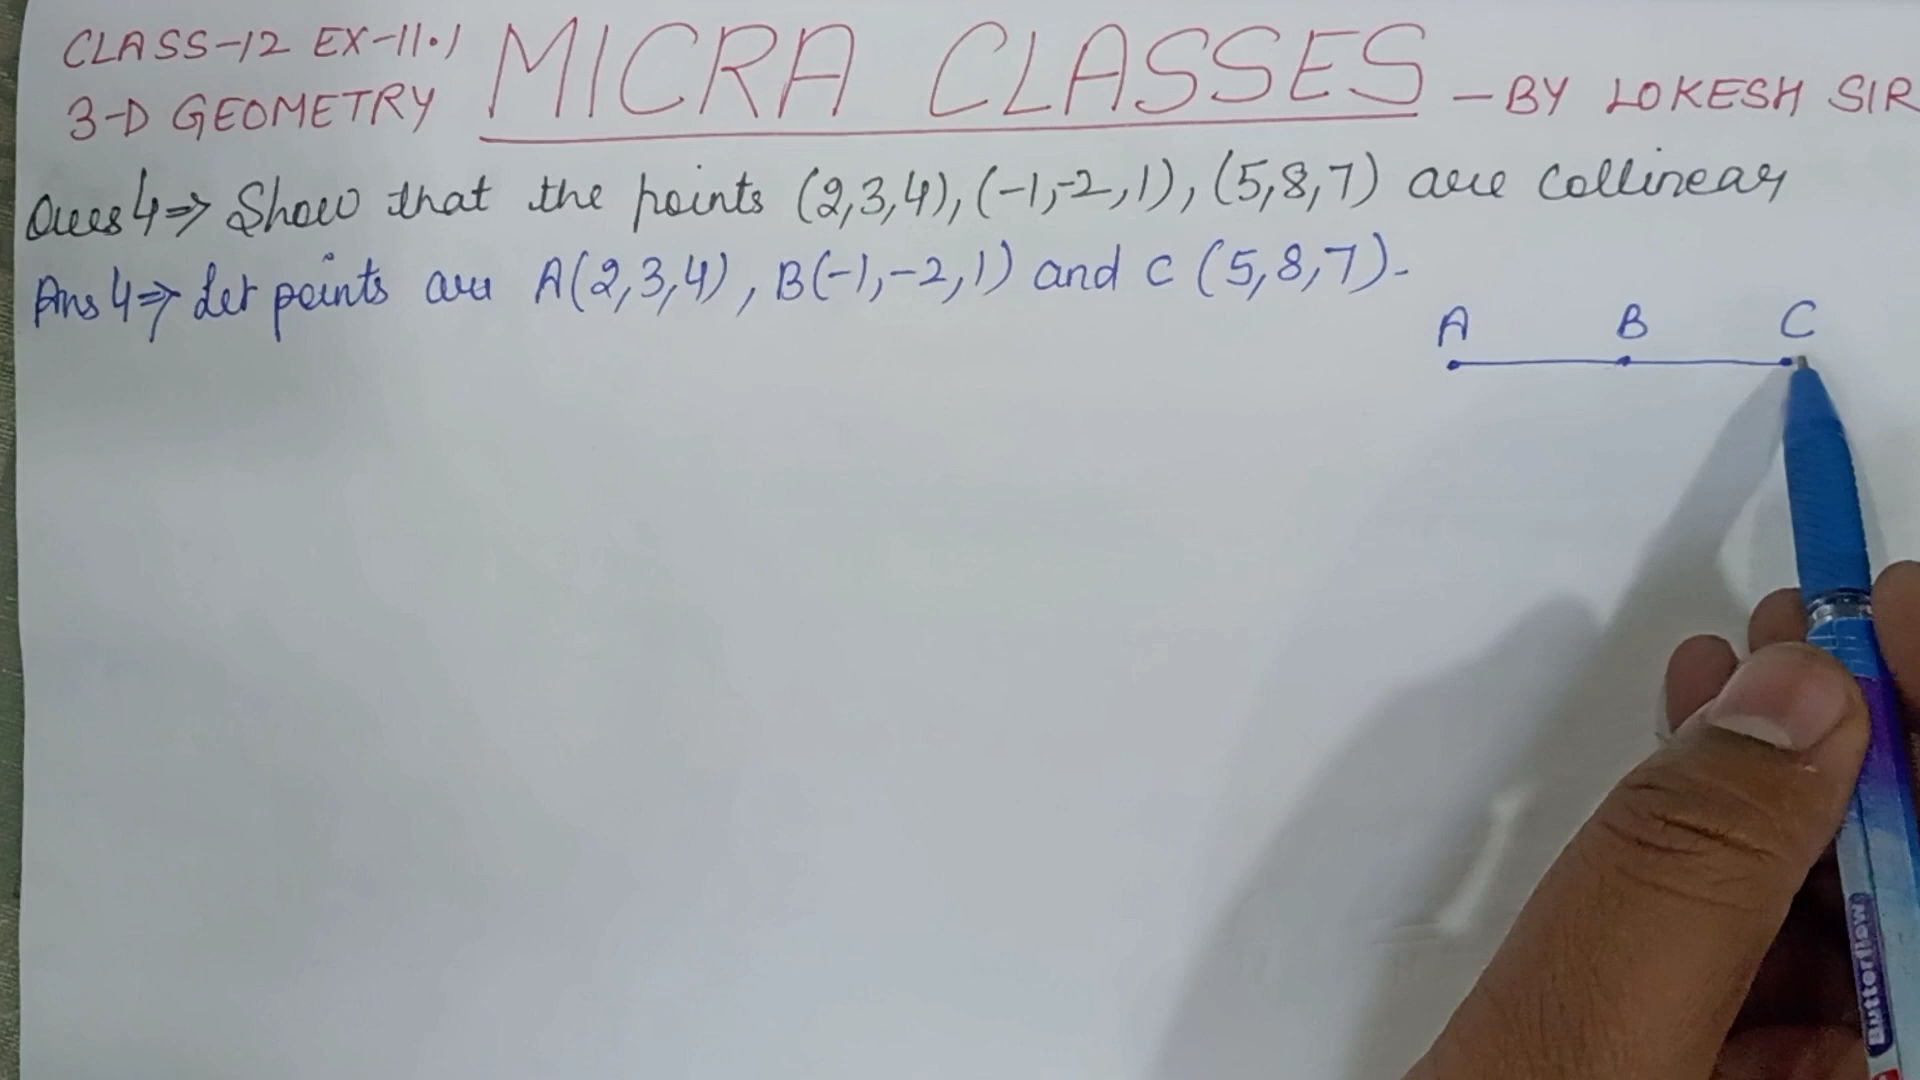 CLASS-12 EX-11.1
3-D GEOMETRY
MICRA CLASSES - BY LOKESH SIR
Ques 4⇒ Show that the points (2,3,4), (-1,-2,1), (5,8,7) are collinear
Ans 4⇒ Let points are A(2,3,4), B(-1,-2,1) and C (5,8,7).
A B C
Butterflow